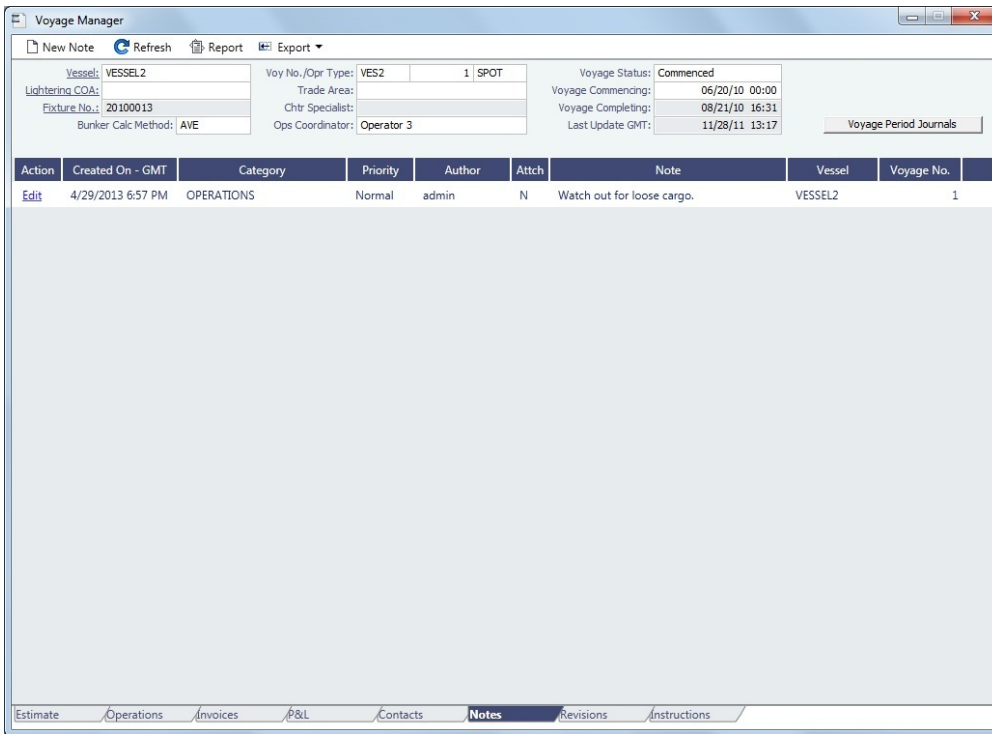 Voyage Manager
New Note Refresh Report Export
Vessel: VESSEL2 Voy No./Opr Type: VES2 1 SPOT Voyage Status: Commenced
Lightering COA: Trade Area: Voyage Commencing: 06/20/10 00:00
Fixture No.: 20100013 Chtr Specialist: Voyage Completing: 08/21/10 16:31
Bunker Calc Method: AVE Ops Coordinator: Operator 3 Last Update GMT: 11/28/11 13:17 Voyage Period Journals
Action Created On - GMT Category Priority Author Attch Note Vessel Voyage No.
Edit 4/29/2013 6:57 PM OPERATIONS Normal admin N Watch out for loose cargo. VESSEL2 1
Estimate Operations Invoices P&L Contacts Notes Revisions Instructions